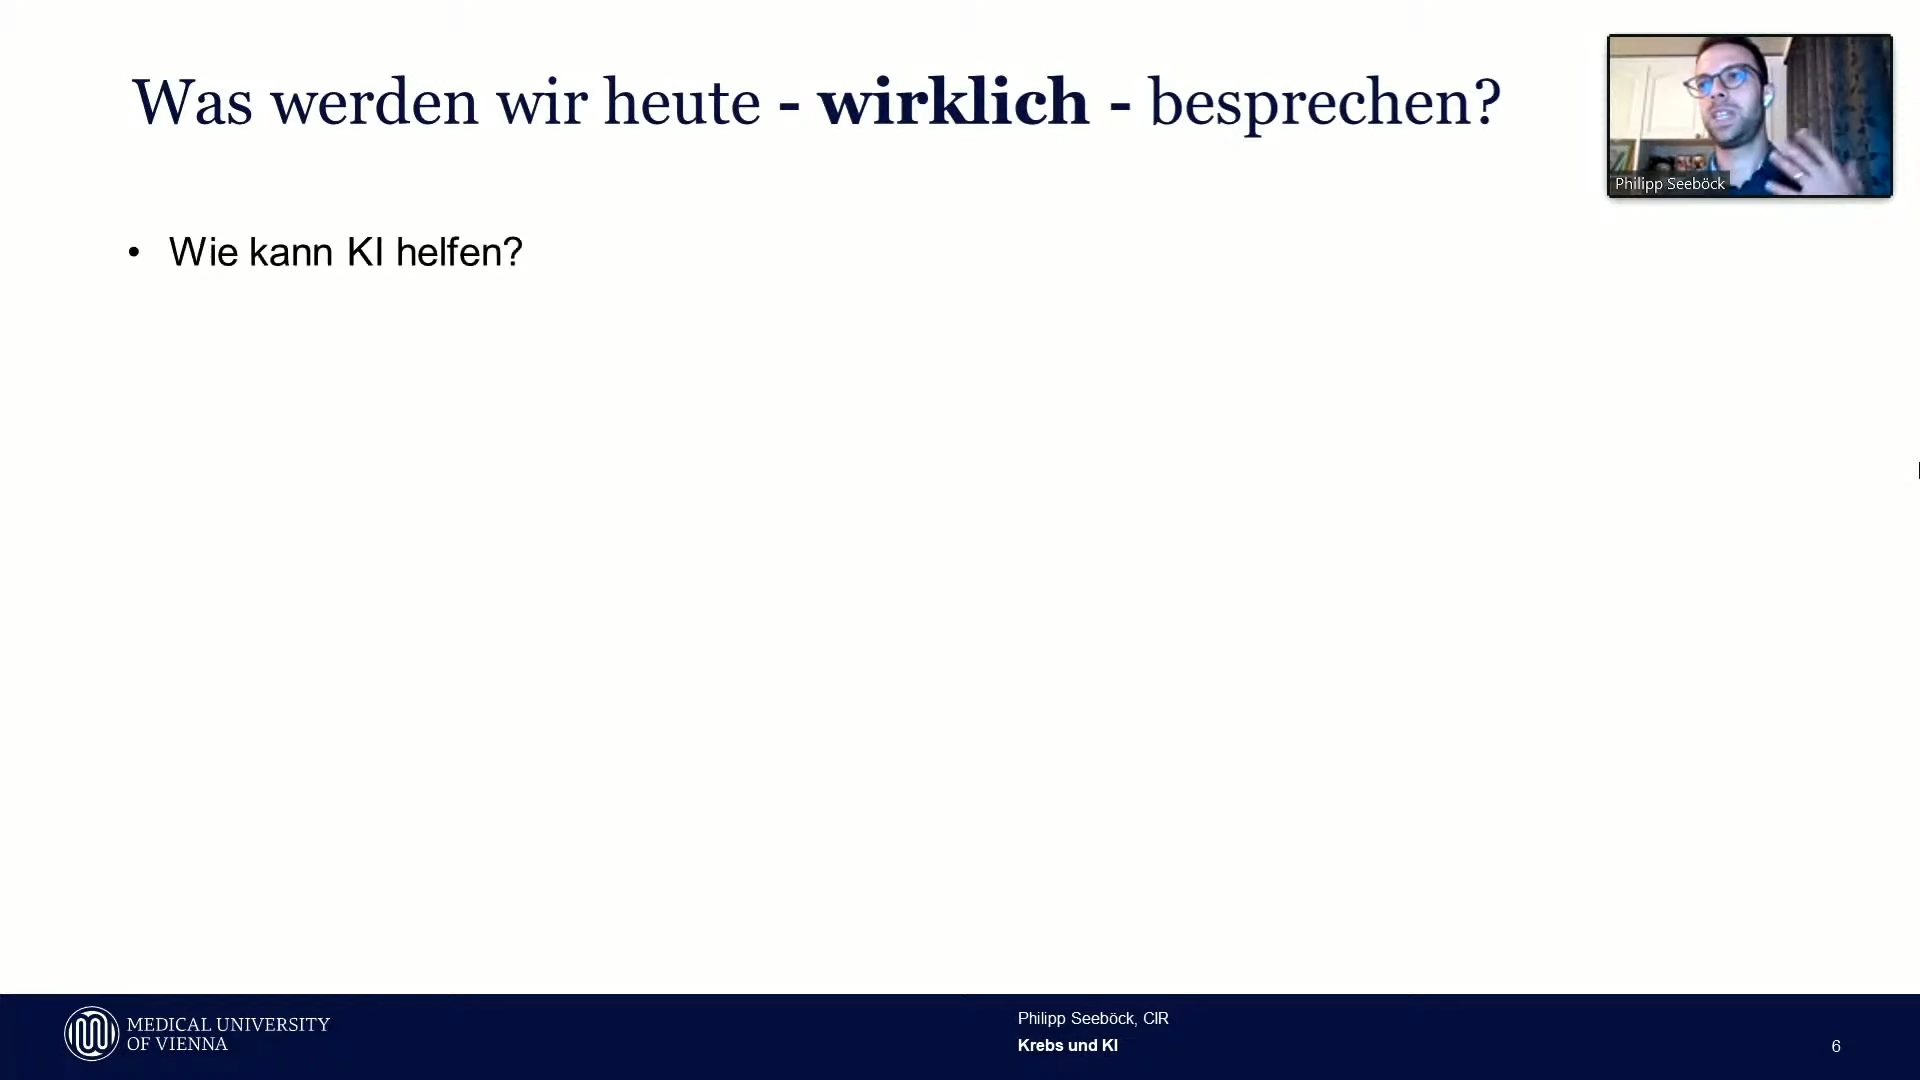 Was werden wir heute - wirklich - besprechen?
Philipp Seeböck
• Wie kann KI helfen?
MEDICAL UNIVERSITY
OF VIENNA
Philipp Seeböck, CIR
Krebs und KI
6